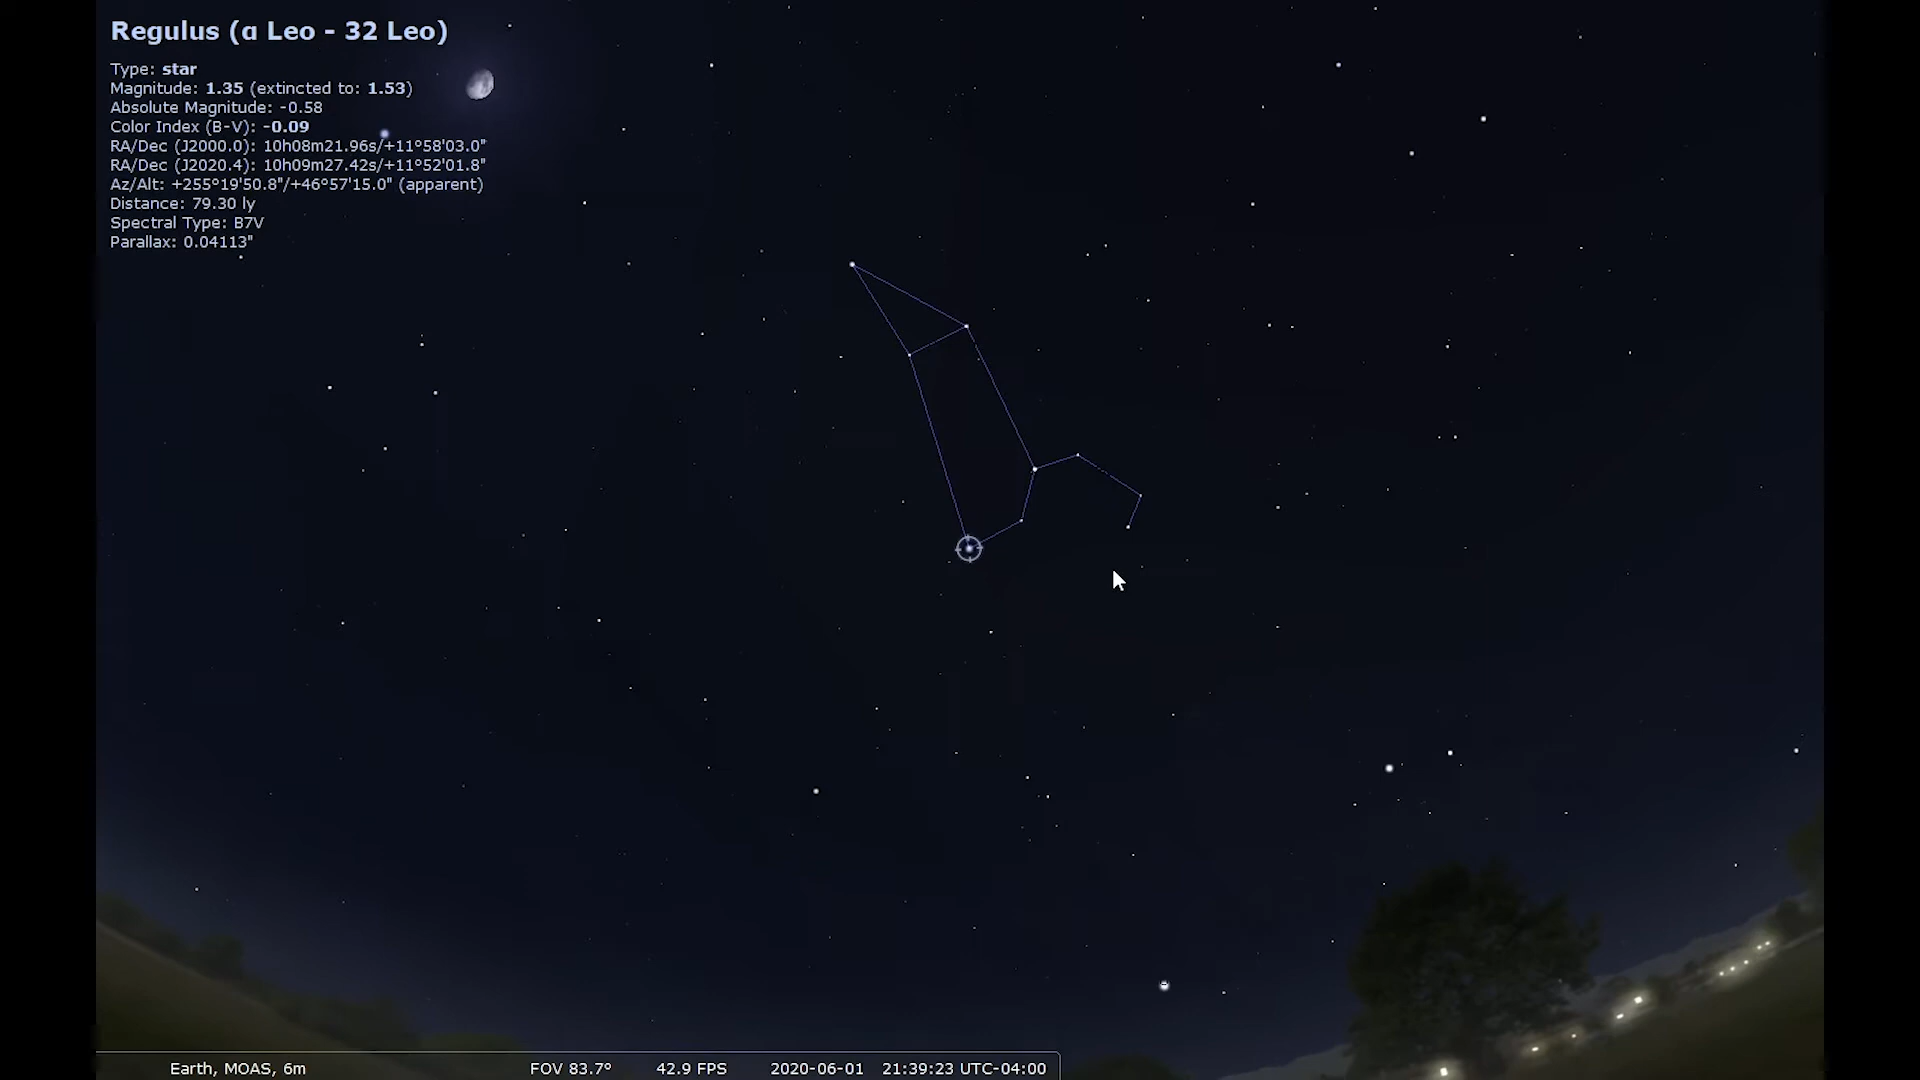 Regulus (α Leo - 32 Leo)
Type: star
Magnitude: 1.35 (extincted to: 1.53)
Absolute Magnitude: -0.58
Color Index (B-V): -0.09
RA/Dec (J2000.0): 10h08m21.96s/+11°58'03.0"
RA/Dec (J2020.4): 10h09m27.42s/+11°52'01.8"
Az/Alt: +255°19'50.8"/+46°57'15.0" (apparent)
Distance: 79.30 ly
Spectral Type: B7V
Parallax: 0.04113"
Earth, MOAS, 6m FOV 83.7° 42.9 FPS 2020-06-01 21:39:23 UTC-04:00